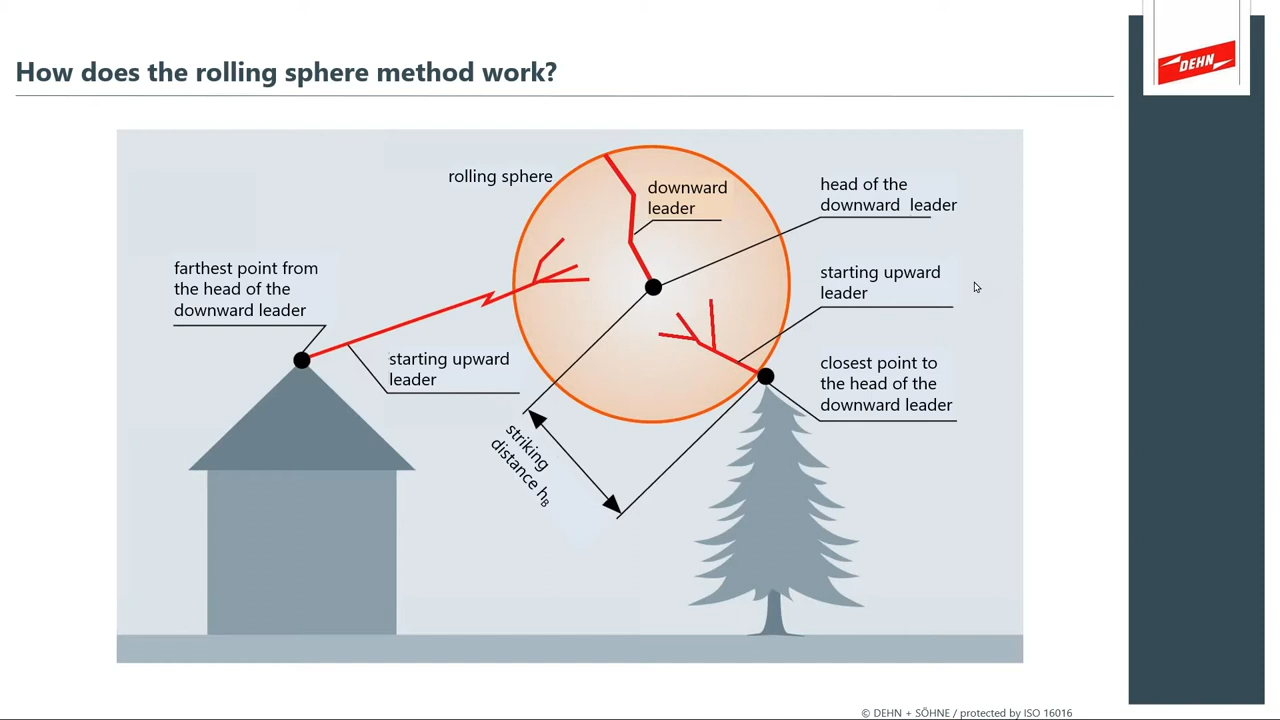 How does the rolling sphere method work?
DEHN
rolling sphere
downward
leader
head of the
downward leader
farthest point from
the head of the
downward leader
starting upward
leader
starting upward
leader
closest point to
the head of the
downward leader
striking
distance hB
© DEHN + SÖHNE / protected by ISO 16016